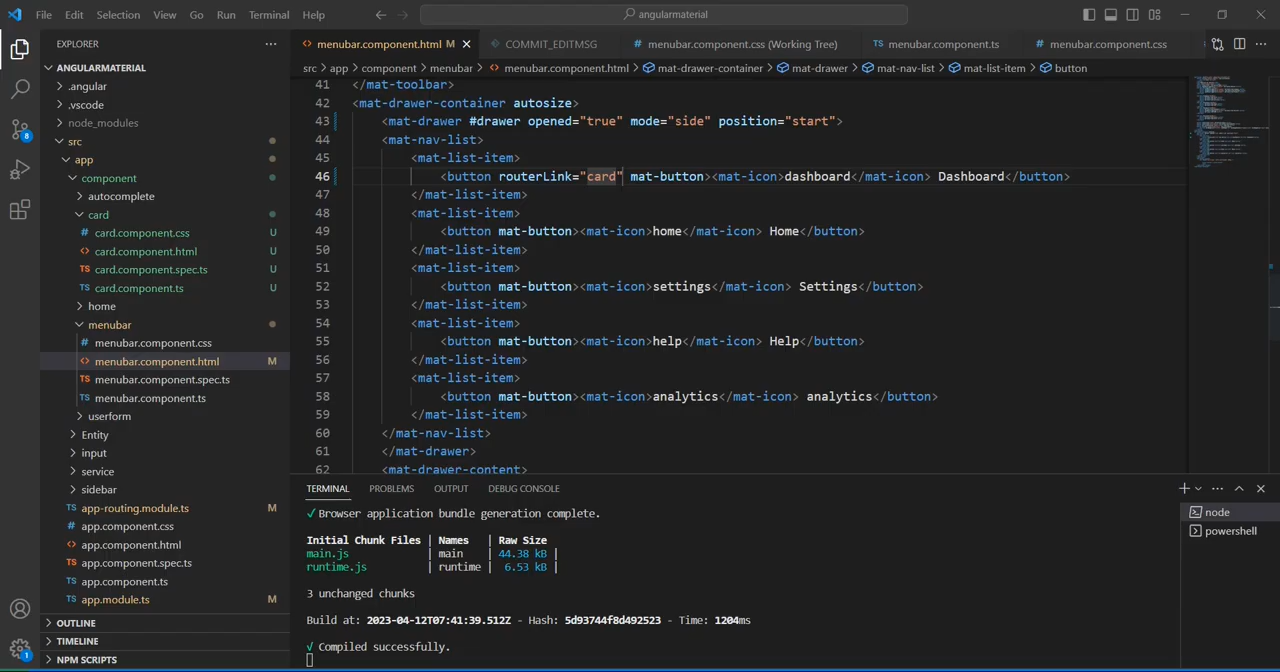 File Edit Selection View Go Run Terminal Help angularmaterial
EXPLORER
ANGULARMATERIAL
.angular
.vscode
node_modules
src
app
component
autocomplete
card
card.component.css U
card.component.html U
card.component.spec.ts U
card.component.ts U
home
menubar
menubar.component.css
menubar.component.html M
menubar.component.spec.ts
menubar.component.ts
userform
Entity
input
service
sidebar
app-routing.module.ts M
app.component.css
app.component.html
app.component.spec.ts
app.component.ts
app.module.ts M
OUTLINE
TIMELINE
NPM SCRIPTS
8
1
menubar.component.html M COMMIT_EDITMSG menubar.component.css (Working Tree) menubar.component.ts menubar.component.css
src > app > component > menubar > menubar.component.html > mat-drawer-container > mat-drawer > mat-nav-list > mat-list-item > button
41 </mat-toolbar>
42 <mat-drawer-container autosize>
43 <mat-drawer #drawer opened="true" mode="side" position="start">
44 <mat-nav-list>
45 <mat-list-item>
46 <button routerLink="card" mat-button><mat-icon>dashboard</mat-icon> Dashboard</button>
47 </mat-list-item>
48 <mat-list-item>
49 <button mat-button><mat-icon>home</mat-icon> Home</button>
50 </mat-list-item>
51 <mat-list-item>
52 <button mat-button><mat-icon>settings</mat-icon> Settings</button>
53 </mat-list-item>
54 <mat-list-item>
55 <button mat-button><mat-icon>help</mat-icon> Help</button>
56 </mat-list-item>
57 <mat-list-item>
58 <button mat-button><mat-icon>analytics</mat-icon> analytics</button>
59 </mat-list-item>
60 </mat-nav-list>
61 </mat-drawer>
62 <mat-drawer-content>
TERMINAL PROBLEMS OUTPUT DEBUG CONSOLE
√ Browser application bundle generation complete.
Initial Chunk Files | Names | Raw Size
main.js | main | 44.38 kB |
runtime.js | runtime | 6.53 kB |
3 unchanged chunks
Build at: 2023-04-12T07:41:39.512Z - Hash: 5d93744f8d492523 - Time: 1204ms
√ Compiled successfully.
node
powershell